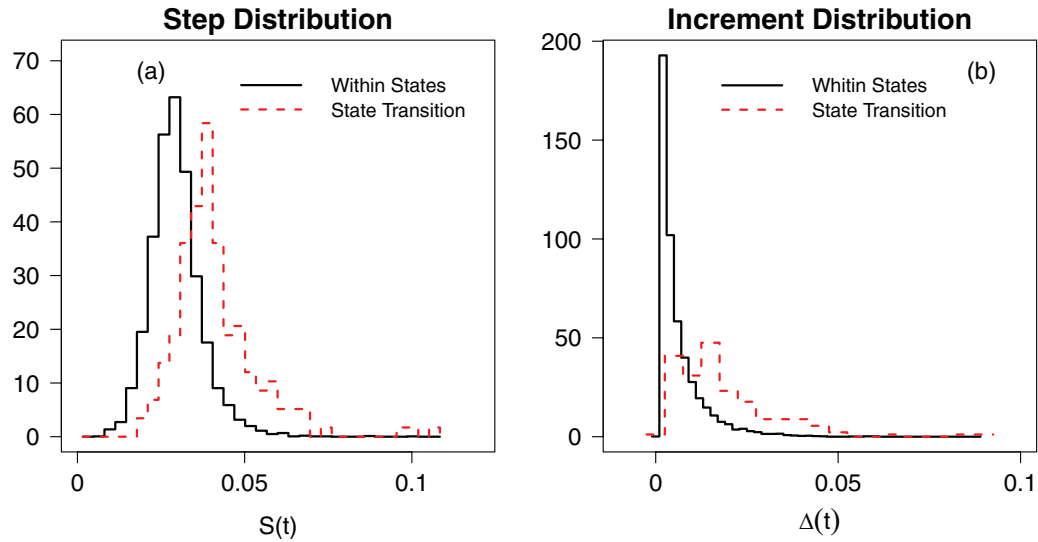 Step Distribution
(a)
Within States
State Transition
70
60
50
40
30
20
10
0
0 0.05 0.1
S(t)
Increment Distribution
(b)
Whitin States
State Transition
200
150
100
50
0
0 0.05 0.1
Δ(t)